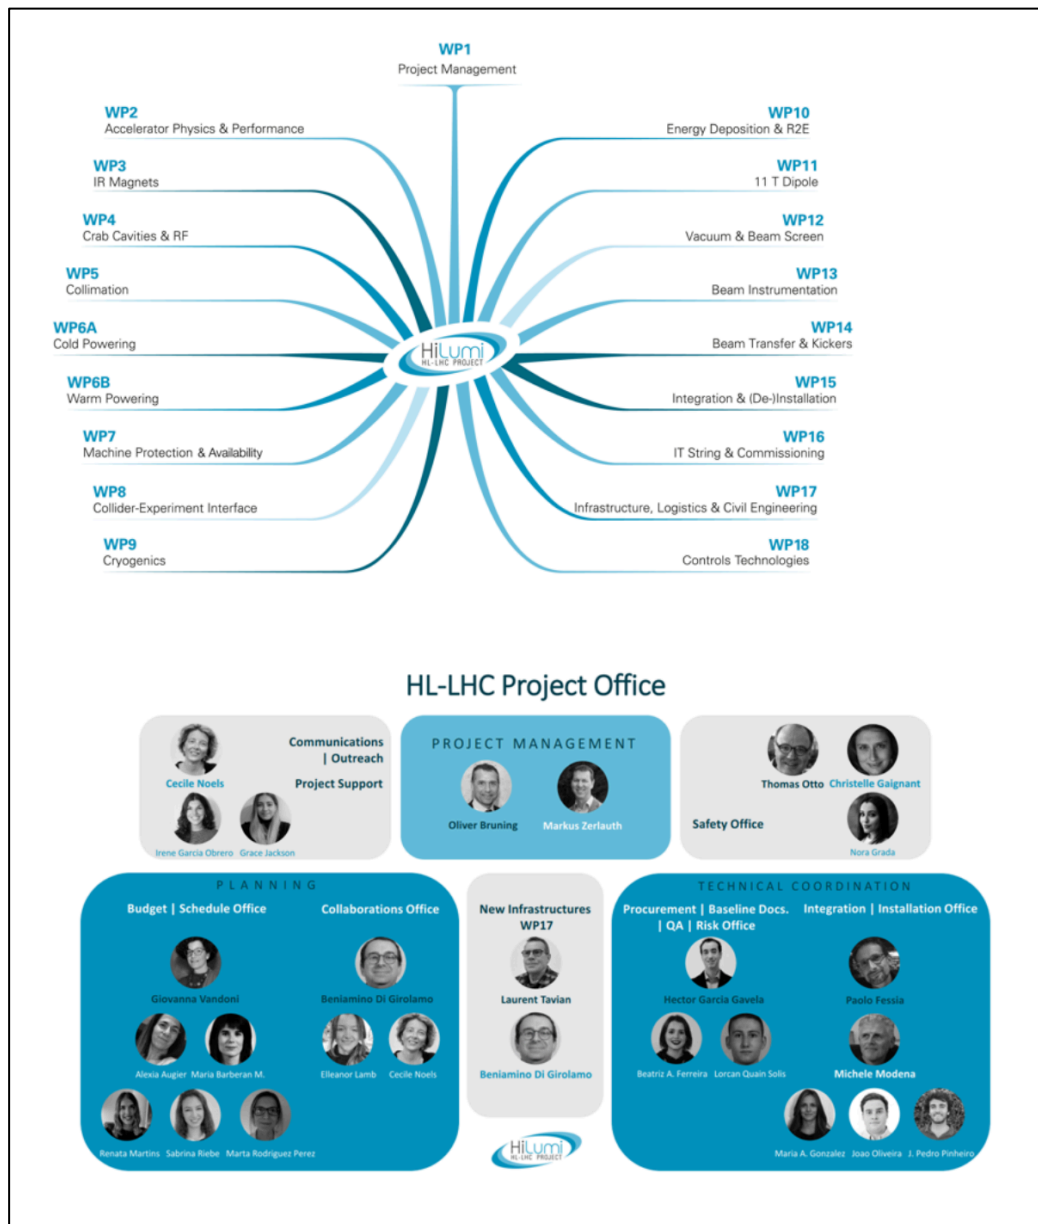 WP1
Project Management
WP2
Accelerator Physics & Performance
WP3
IR Magnets
WP4
Crab Cavities & RF
WP5
Collimation
WP6A
Cold Powering
WP6B
Warm Powering
WP7
Machine Protection & Availability
WP8
Collider-Experiment Interface
WP9
Cryogenics
WP10
Energy Deposition & R2E
WP11
11 T Dipole
WP12
Vacuum & Beam Screen
WP13
Beam Instrumentation
WP14
Beam Transfer & Kickers
WP15
Integration & (De-)Installation
WP16
IT String & Commissioning
WP17
Infrastructure, Logistics & Civil Engineering
WP18
Controls Technologies
HiLumi
HL-LHC PROJECT
HL-LHC Project Office
Communications
| Outreach
Project Support
Cecile Noels
Irene Garcia Obrero
Grace Jackson
PROJECT MANAGEMENT
Oliver Bruning
Markus Zerlauth
Thomas Otto
Christelle Gaignant
Safety Office
Nora Grada
PLANNING
Budget | Schedule Office
Giovanna Vandoni
Alexia Augier
Maria Barberan M.
Renata Martins
Sabrina Riebe
Marta Rodriguez Perez
Collaborations Office
Beniamino Di Girolamo
Elleanor Lamb
Cecile Noels
New Infrastructures
WP17
Laurent Tavian
Beniamino Di Girolamo
HiLumi
HL-LHC PROJECT
TECHNICAL COORDINATION
Procurement | Baseline Docs.
| QA | Risk Office
Hector Garcia Gavela
Beatriz A. Ferreira
Lorcan Quain Solis
Integration | Installation Office
Paolo Fessia
Michele Modena
Maria A. Gonzalez
Joao Oliveira
J. Pedro Pinheiro